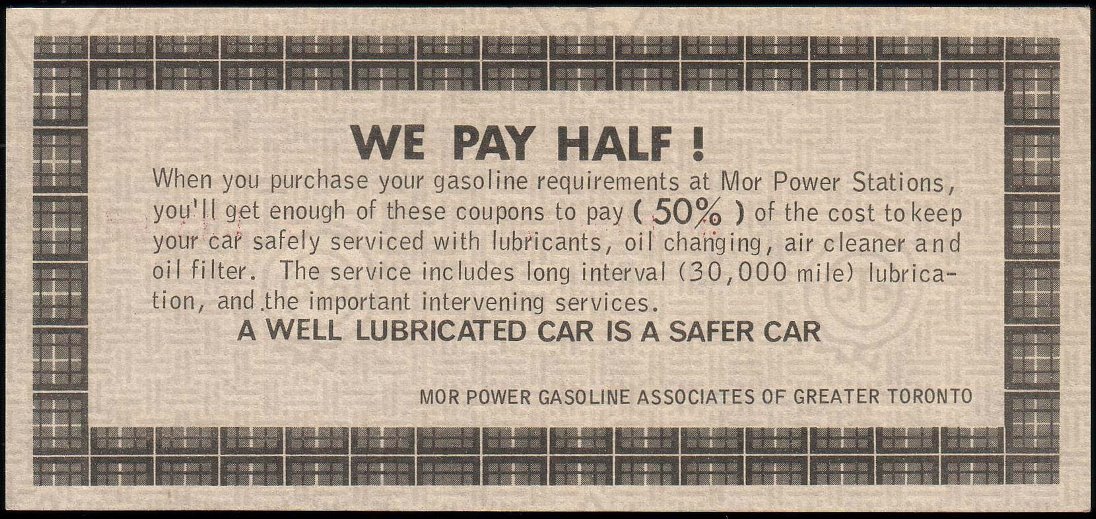 WE PAY HALF !
When you purchase your gasoline requirements at Mor Power Stations,
you'll get enough of these coupons to pay ( 50% ) of the cost to keep
your car safely serviced with lubricants, oil changing, air cleaner and
oil filter. The service includes long interval (30,000 mile) lubrica-
tion, and the important intervening services.
A WELL LUBRICATED CAR IS A SAFER CAR
MOR POWER GASOLINE ASSOCIATES OF GREATER TORONTO